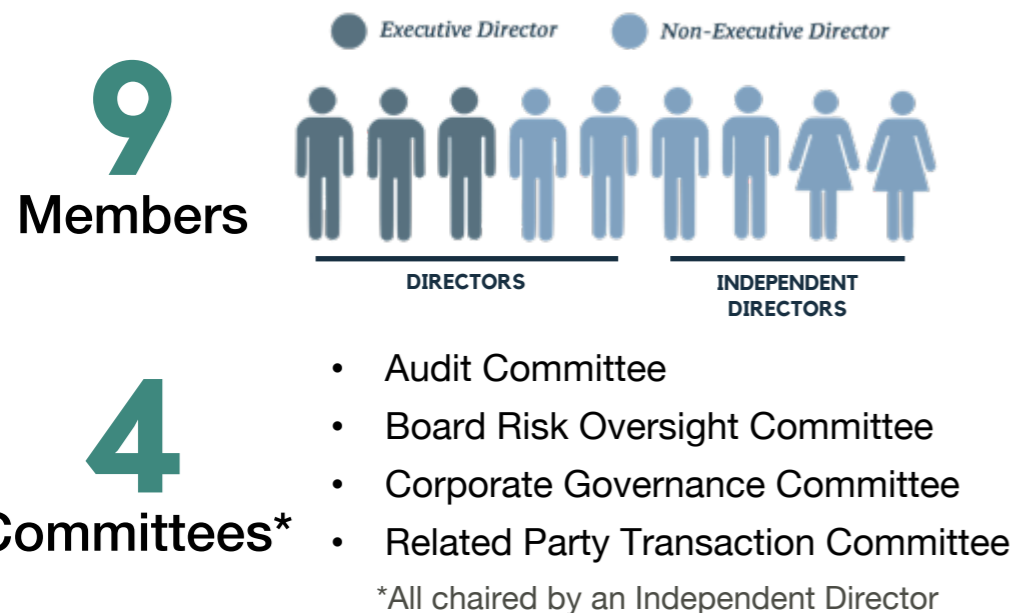 Executive Director
Non-Executive Director
9
Members
DIRECTORS
INDEPENDENT
DIRECTORS
4
Committees*
• Audit Committee
• Board Risk Oversight Committee
• Corporate Governance Committee
• Related Party Transaction Committee
*All chaired by an Independent Director